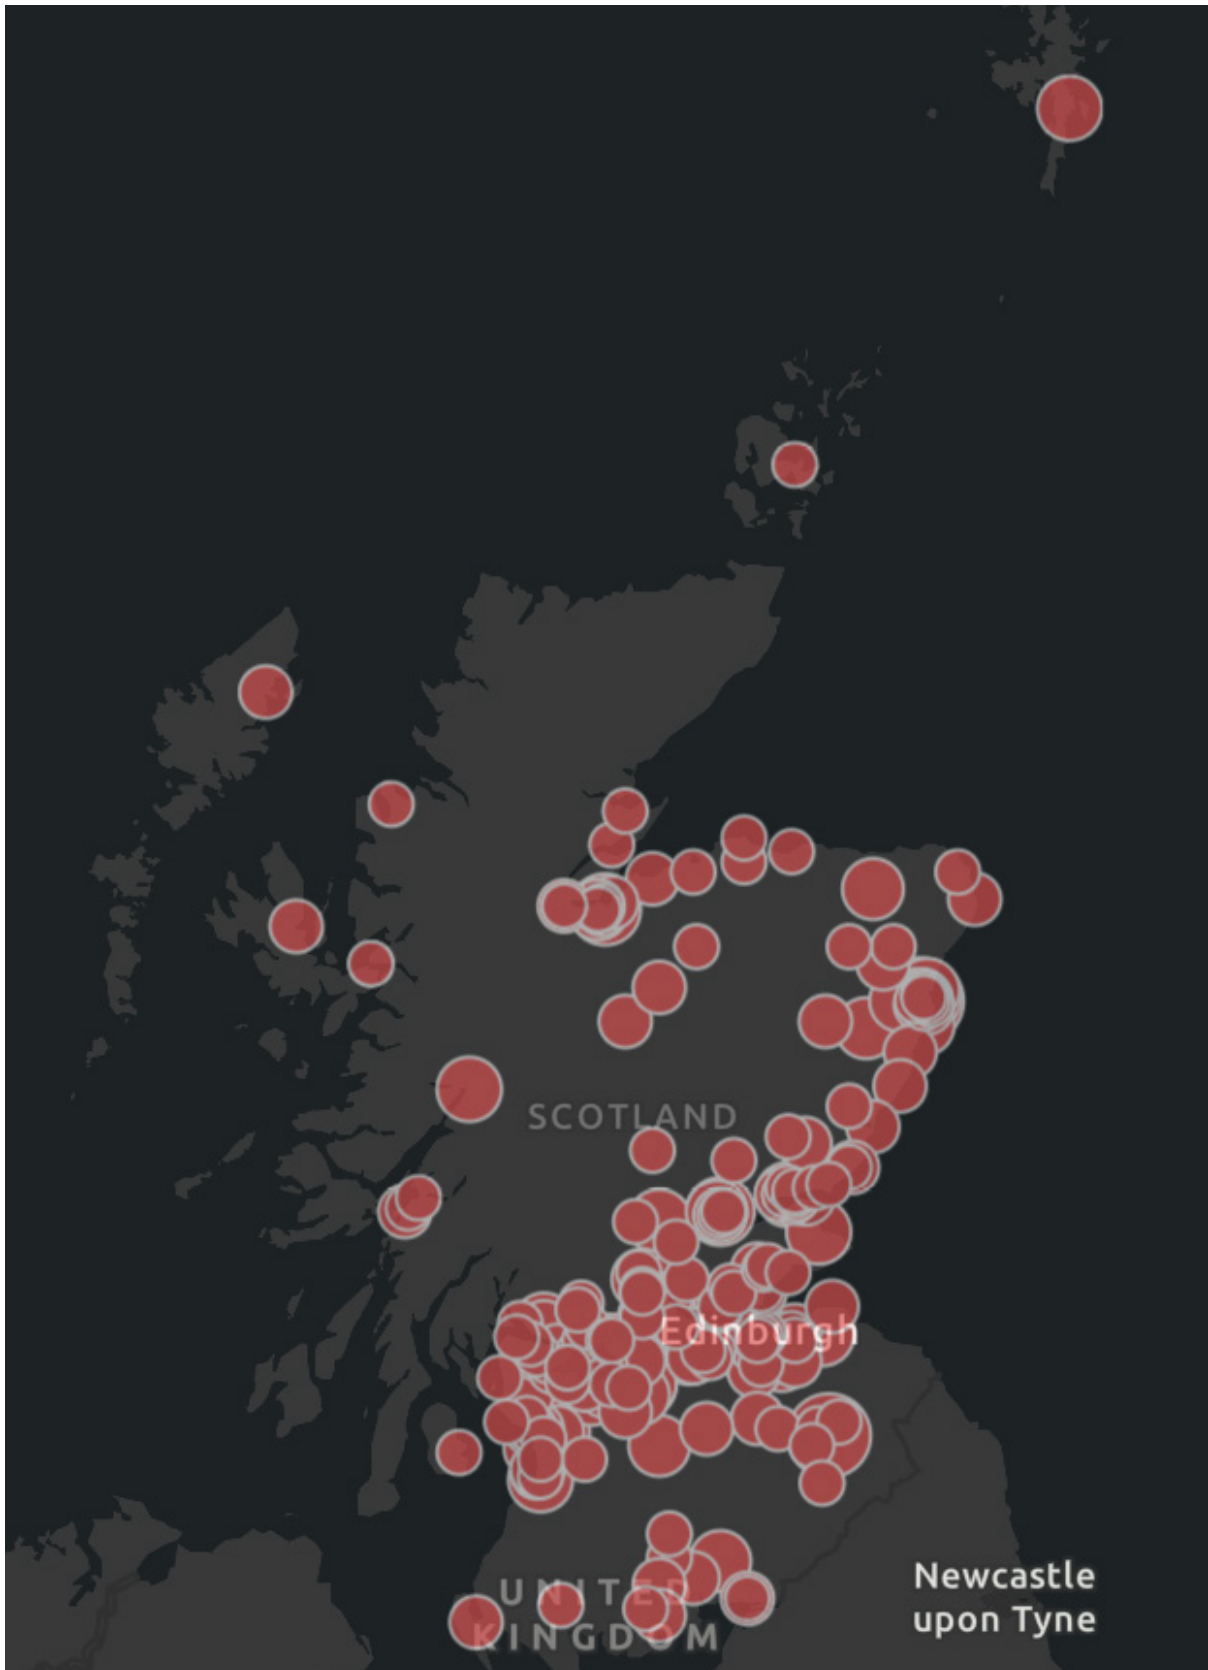 SCOTLAND
Edinburgh
Newcastle
upon Tyne
UNITED
KINGDOM